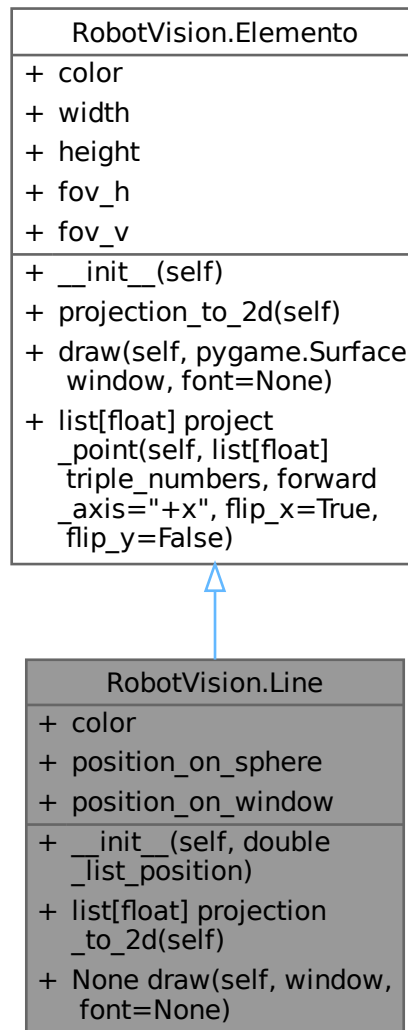 RobotVision.Elemento
+ color
+ width
+ height
+ fov_h
+ fov_v
+ __init__(self)
+ projection_to_2d(self)
+ draw(self, pygame.Surface
window, font=None)
+ list[float] project
_point(self, list[float]
triple_numbers, forward
_axis="+x", flip_x=True,
flip_y=False)
RobotVision.Line
+ color
+ position_on_sphere
+ position_on_window
+ __init__(self, double
_list_position)
+ list[float] projection
_to_2d(self)
+ None draw(self, window,
font=None)